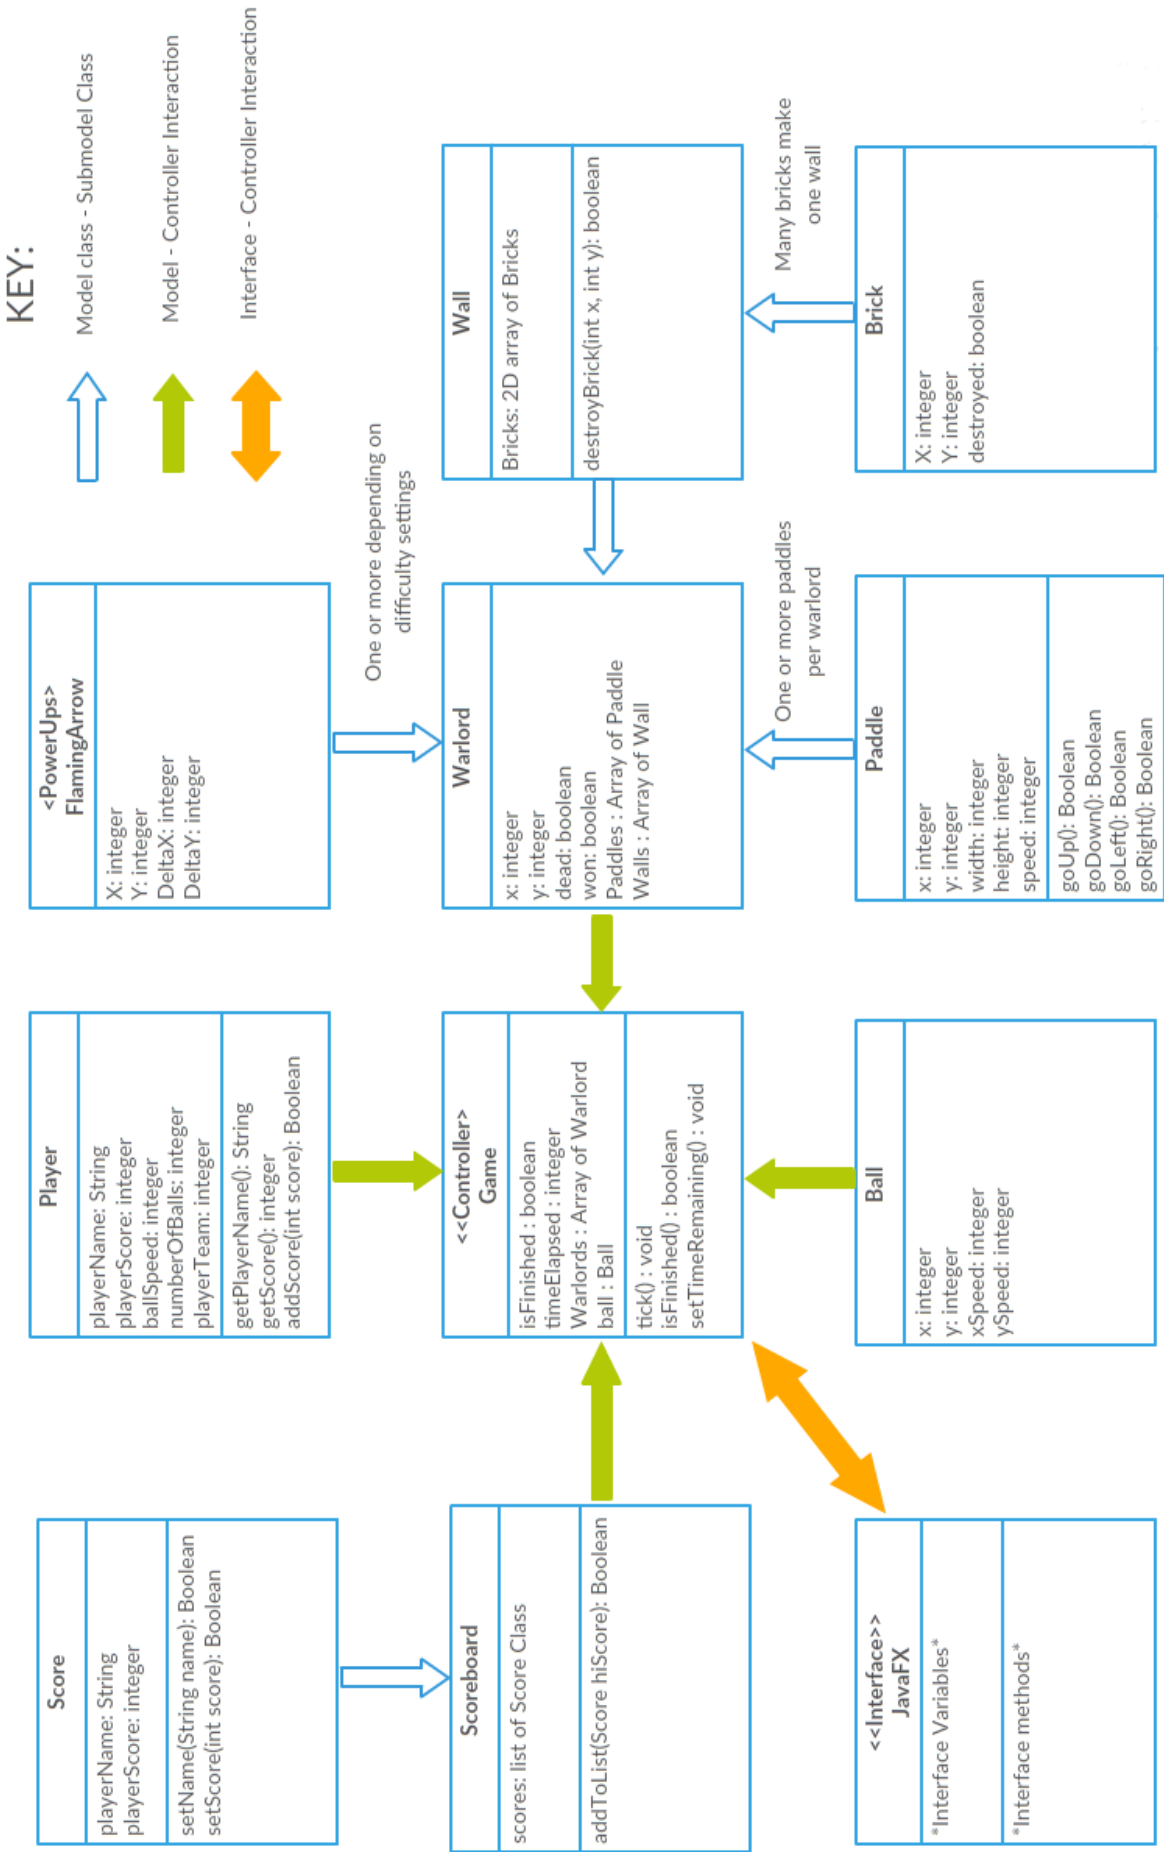 KEY:
Model class - Submodel Class
Model - Controller Interaction
Interface - Controller Interaction
Score
playerName: String
playerScore: integer
setName(String name): Boolean
setScore(int score): Boolean
Player
playerName: String
playerScore: integer
ballSpeed: integer
numberOfBalls: integer
playerTeam: integer
getPlayerName(): String
getScore(): integer
addScore(int score): Boolean
<PowerUps>
FlamingArrow
X: integer
Y: integer
DeltaX: integer
DeltaY: integer
One or more depending on
difficulty settings
Scoreboard
scores: list of Score Class
addToList(Score hiScore): Boolean
<<Controller>
Game
isFinished : boolean
timeElapsed : integer
Warlords : Array of Warlord
ball : Ball
tick() : void
isFinished() : boolean
setTimeRemaining() : void
Warlord
x: integer
y: integer
dead: boolean
won: boolean
Paddles : Array of Paddle
Walls : Array of Wall
Wall
Bricks: 2D array of Bricks
destroyBrick(int x, int y): boolean
One or more paddles
per warlord
Many bricks make
one wall
<<Interface>>
JavaFX
*Interface Variables*
*Interface methods*
Ball
x: integer
y: integer
xSpeed: integer
ySpeed: integer
Paddle
x: integer
y: integer
width: integer
height: integer
speed: integer
goUp(): Boolean
goDown(): Boolean
goLeft(): Boolean
goRight(): Boolean
Brick
X: integer
Y: integer
destroyed: boolean